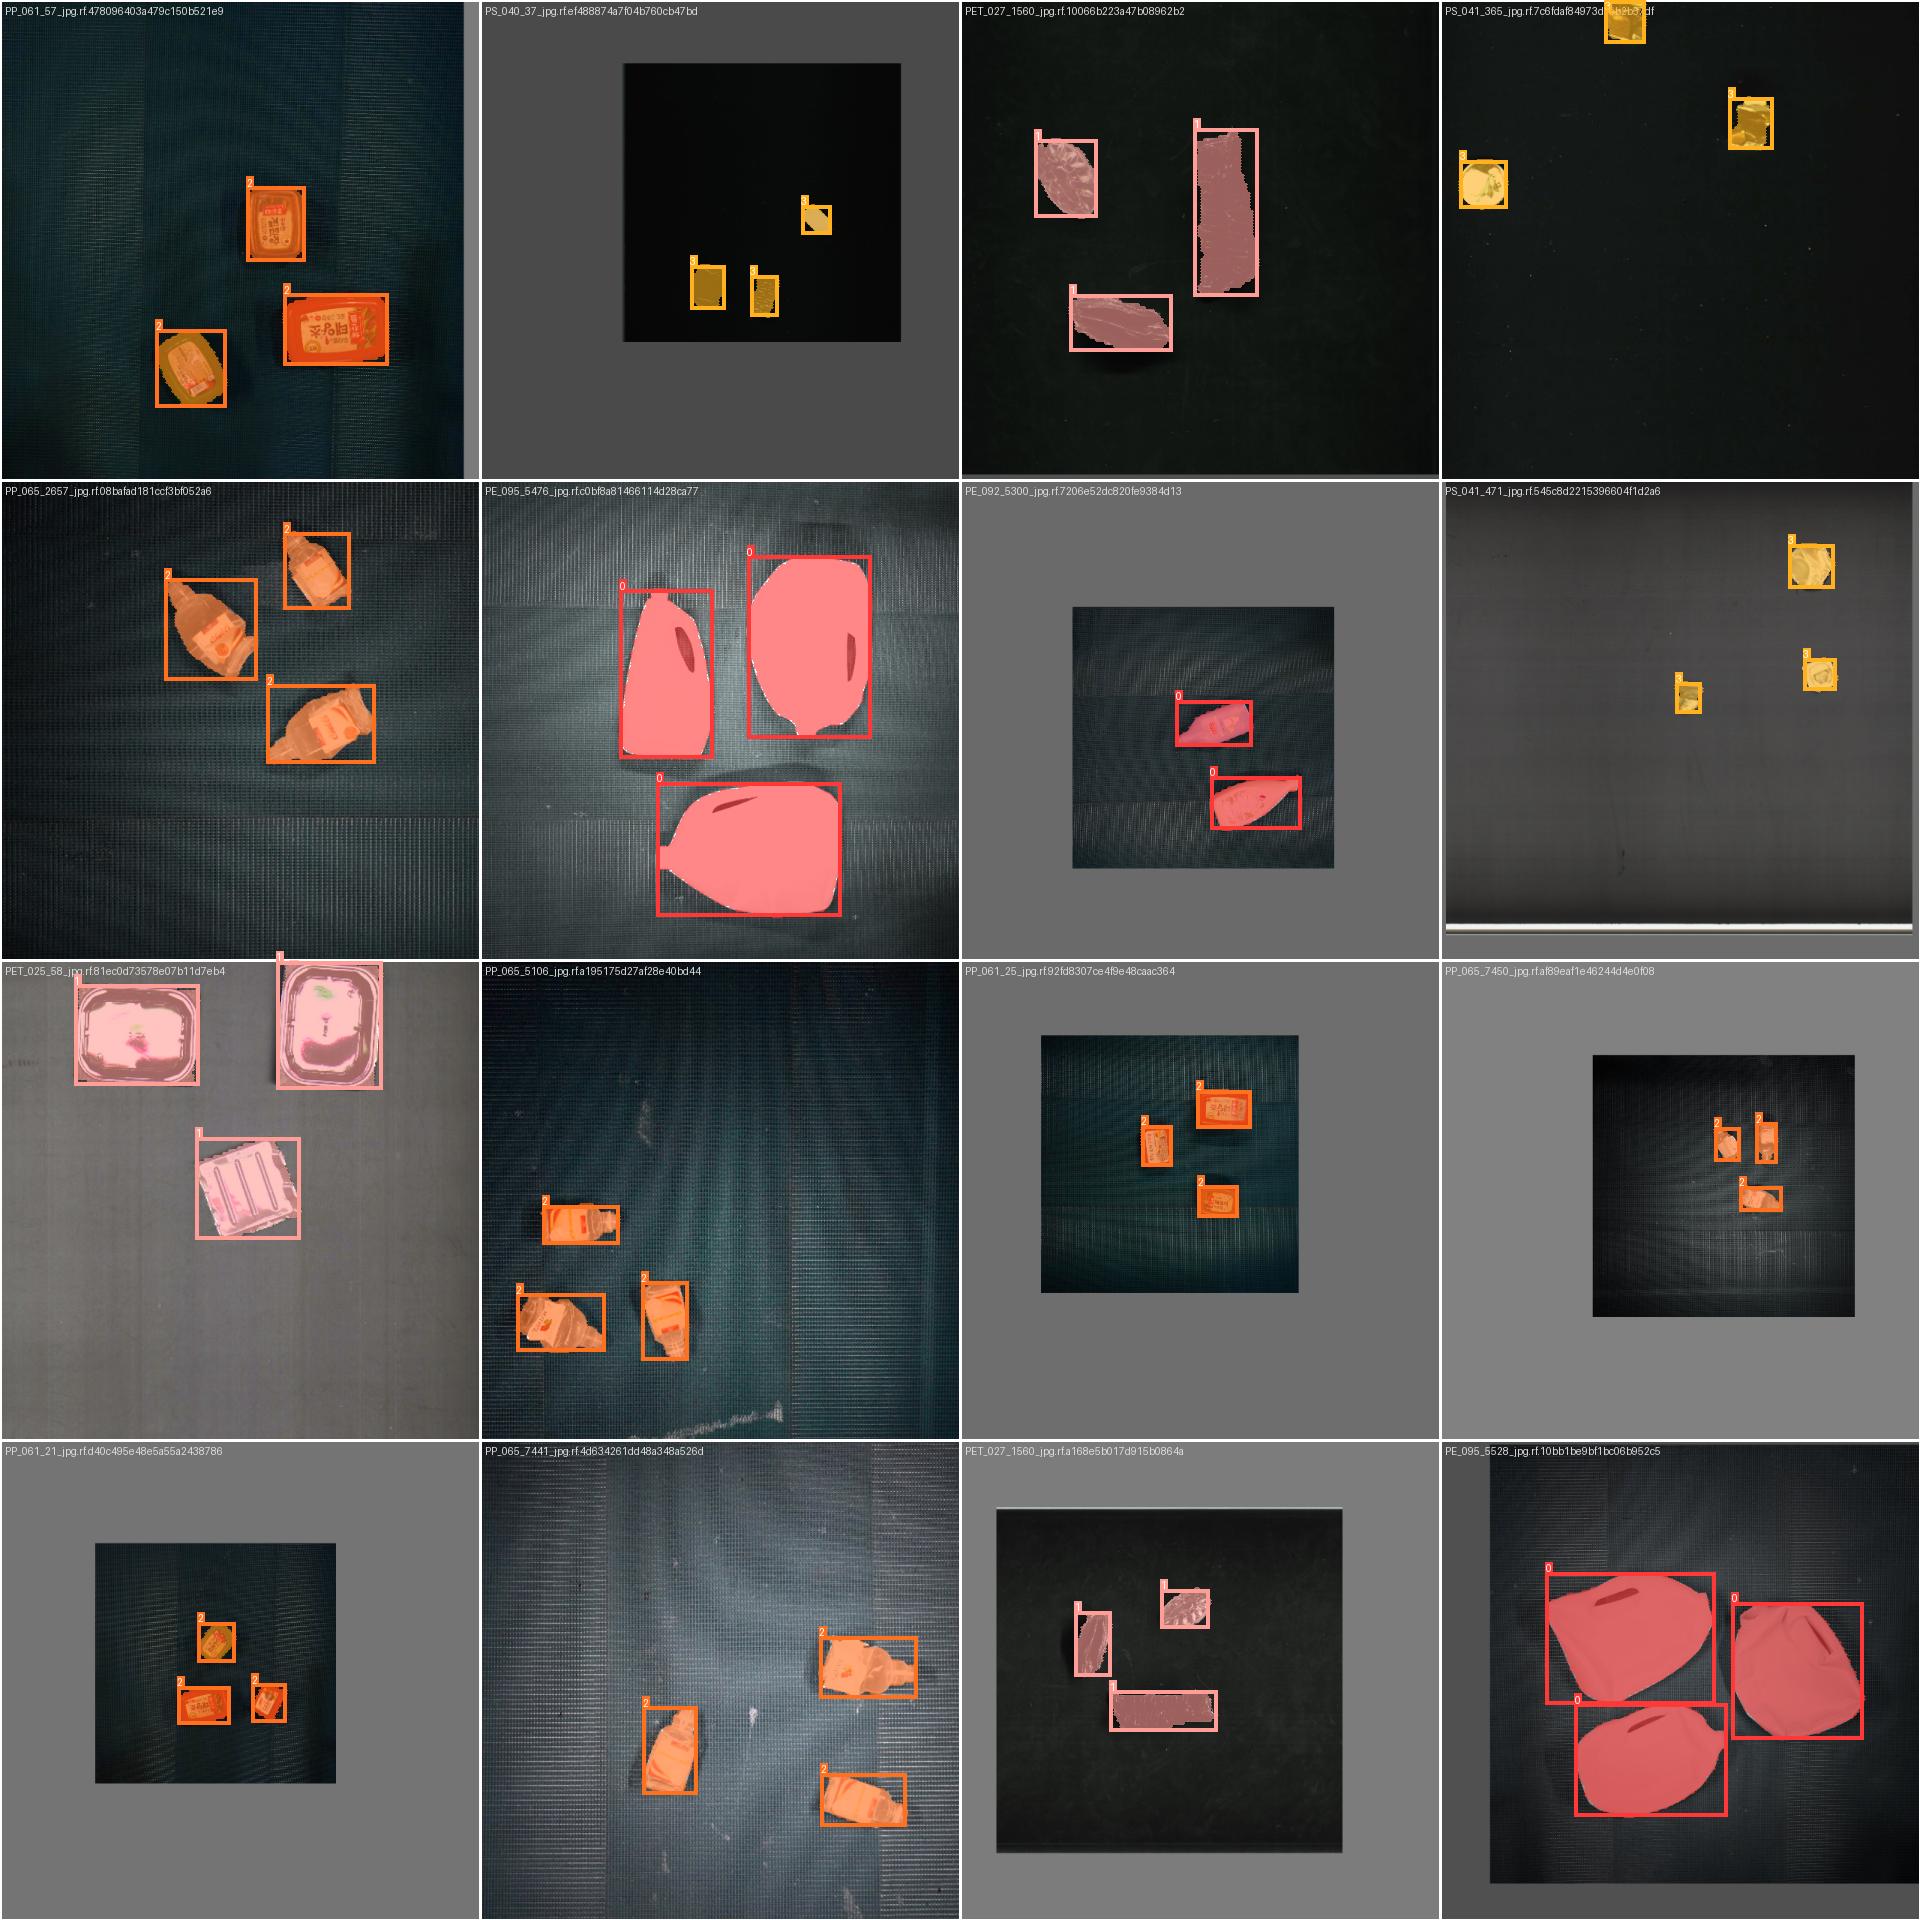 PP_061_57_jpg.rf.478096403a479c150b521e9
PS_040_37_jpg.rf.ef488874a7f04b760cb47bd
PET_027_1560_jpg.rf.10066b223a47b08962b2
PS_041_365_jpg.rf.7c6fdaf84973d
3
3
3
2
2
2
태양초
3
3
3
1
1
1
PP_065_2657_jpg.rf.08bafad181ccf3bf052a6
PE_095_5476_jpg.rf.c0bf8a81466114d28ca77
PE_092_5300_jpg.rf.7206e52dc820fe9384d13
PS_041_471_jpg.rf.545c8d2215396604f1d2a6
2
2
2
0
0
0
0
0
3
3
3
PET_025_58_jpg.rf.81ec0d73578e07b11d7eb4
PP_065_5106_jpg.rf.a195175d27af28e40bd44
PP_061_25_jpg.rf.92fd8307ce4f9e48caac364
PP_065_7450_jpg.rf.af89eaf1e46244d4e0f08
1
1
1
2
2
2
2
2
2
2
2
2
PP_061_21_jpg.rf.d40c495e48e5a55a2438786
PP_065_7441_jpg.rf.4d634261dd48a348a526d
PET_027_1560_jpg.rf.a168e5b017d915b0864a
PE_095_5528_jpg.rf.10bb1be9bf1bc06b952c5
2
2
2
2
2
2
1
1
1
0
0
0